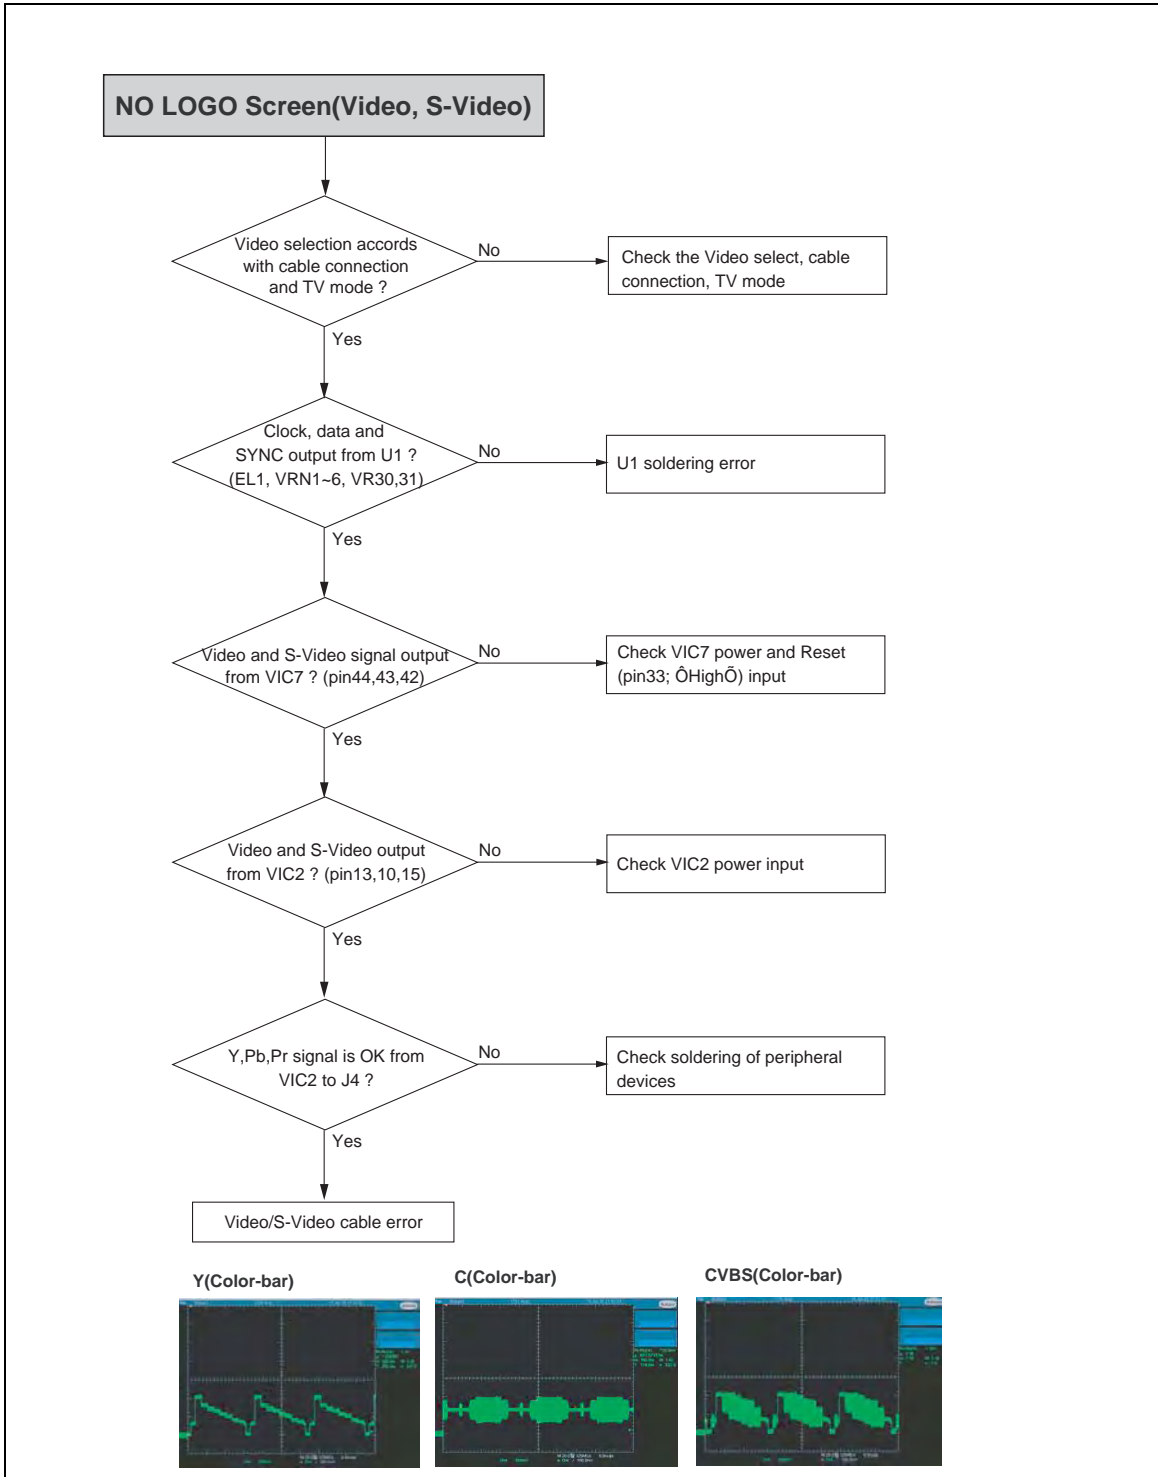 NO LOGO Screen(Video, S-Video)
Video selection accords
with cable connection
and TV mode ?
No
Check the Video select, cable
connection, TV mode
Yes
Clock, data and
SYNC output from U1 ?
(EL1, VRN1~6, VR30,31)
No
U1 soldering error
Yes
Video and S-Video signal output
from VIC7 ? (pin44,43,42)
No
Check VIC7 power and Reset
(pin33; ÔHighÕ) input
Yes
Video and S-Video output
from VIC2 ? (pin13,10,15)
No
Check VIC2 power input
Yes
Y,Pb,Pr signal is OK from
VIC2 to J4 ?
No
Check soldering of peripheral
devices
Yes
Video/S-Video cable error
Y(Color-bar)
C(Color-bar)
CVBS(Color-bar)